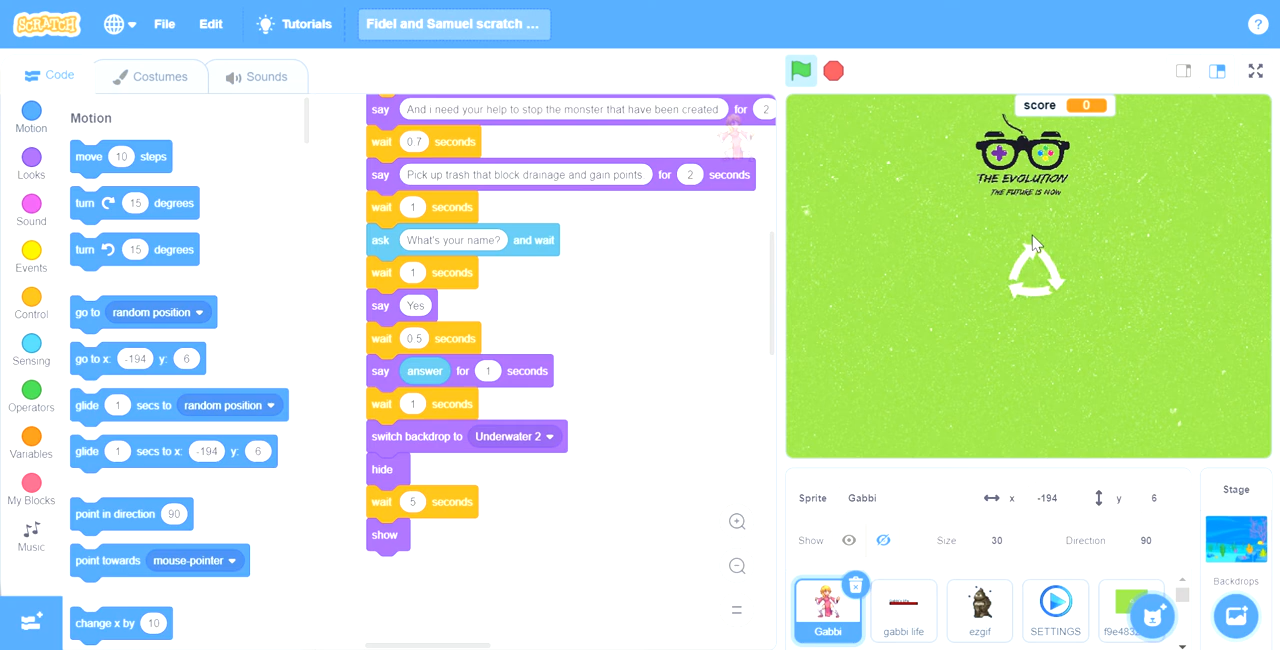 SCRATCH File Edit Tutorials Fidel and Samuel scratch ... ?
Code Costumes Sounds
Motion
Looks
Sound
Events
Control
Sensing
Operators
Variables
My Blocks
Music
Motion
move 10 steps
turn 15 degrees
turn 15 degrees
go to random position
go to x: -194 y: 6
glide 1 secs to random position
glide 1 secs to x: -194 y: 6
point in direction 90
point towards mouse-pointer
change x by 10
say And i need your help to stop the monster that have been created for 2
wait 0.7 seconds
say Pick up trash that block drainage and gain points for 2 seconds
wait 1 seconds
ask What's your name? and wait
wait 1 seconds
say Yes
wait 0.5 seconds
say answer for 1 seconds
wait 1 seconds
switch backdrop to Underwater 2
hide
wait 5 seconds
show
score 0
THE EVOLUTION
THE FUTURE IS NOW
Sprite Gabbi x -194 y 6
Show Size 30 Direction 90
Gabbi gabbi life ezgif SETTINGS
Stage
Backdrops